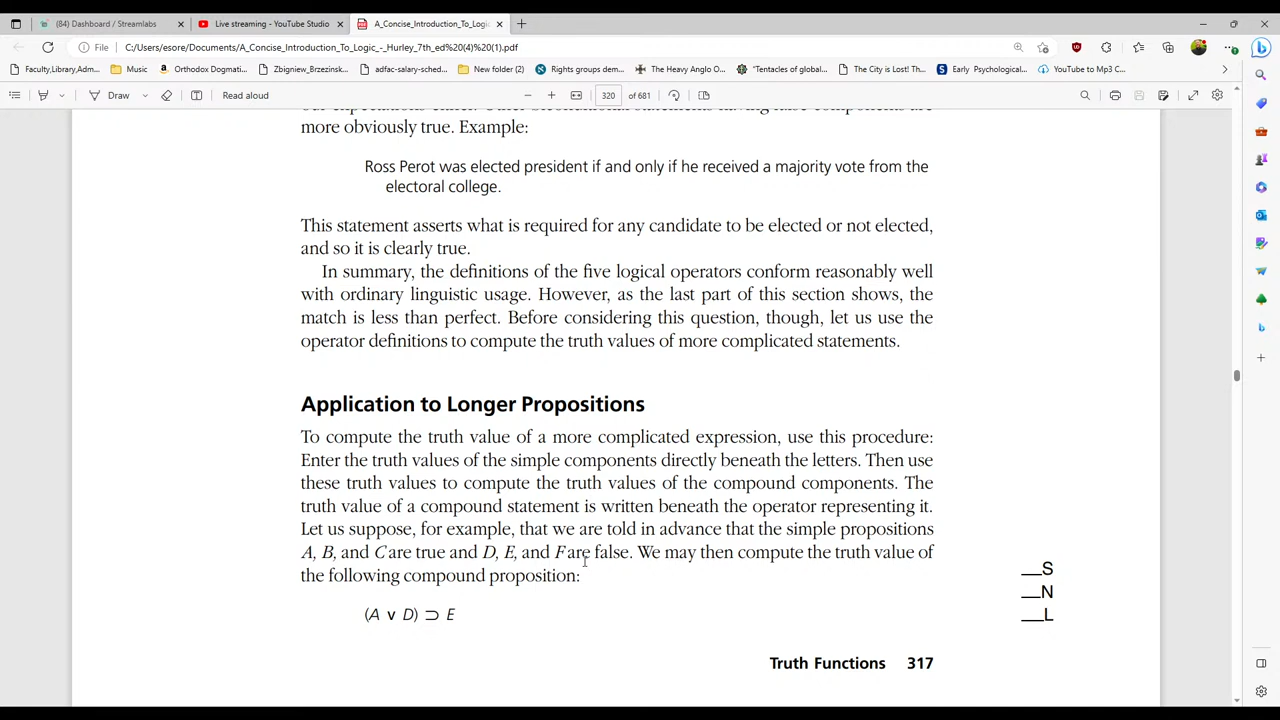 (84) Dashboard / Streamlabs
Live streaming - YouTube Studio
A_Concise_Introduction_To_Logic
File
C:/Users/esore/Documents/A_Concise_Introduction_To_Logic_-_Hurley_7th_ed%20(4)%20(1).pdf
Faculty,Library,Adm...
Music
Orthodox Dogmati...
Zbigniew_Brzezinsk...
adfac-salary-sched...
New folder (2)
Rights groups dem...
The Heavy Anglo O...
"Tentacles of global...
The City is Lost! Th...
Early Psychological...
YouTube to Mp3 C...
Draw
Read aloud
320 of 681
more obviously true. Example:
Ross Perot was elected president if and only if he received a majority vote from the
electoral college.
This statement asserts what is required for any candidate to be elected or not elected,
and so it is clearly true.
In summary, the definitions of the five logical operators conform reasonably well
with ordinary linguistic usage. However, as the last part of this section shows, the
match is less than perfect. Before considering this question, though, let us use the
operator definitions to compute the truth values of more complicated statements.
Application to Longer Propositions
To compute the truth value of a more complicated expression, use this procedure:
Enter the truth values of the simple components directly beneath the letters. Then use
these truth values to compute the truth values of the compound components. The
truth value of a compound statement is written beneath the operator representing it.
Let us suppose, for example, that we are told in advance that the simple propositions
A, B, and C are true and D, E, and F are false. We may then compute the truth value of
the following compound proposition:
(A v D) ⊃ E
__S
__N
__L
Truth Functions 317